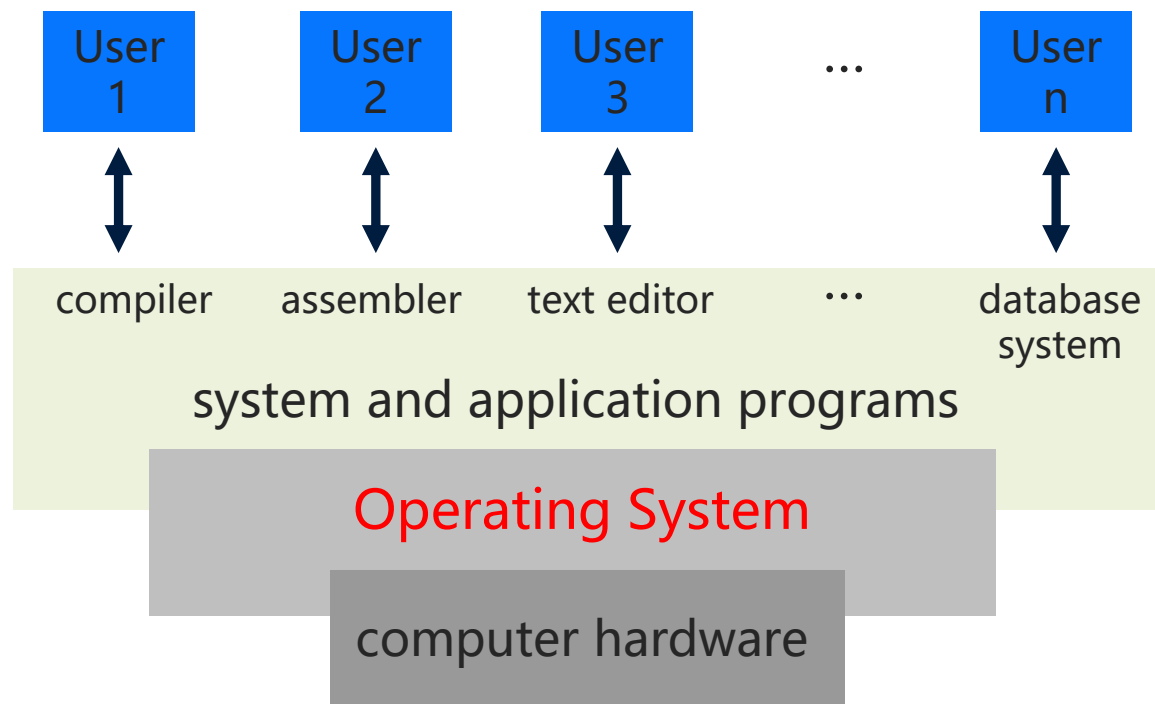 User
1
User
2
User
3
...
User
n
compiler
assembler
text editor
...
database
system
system and application programs
Operating System
computer hardware